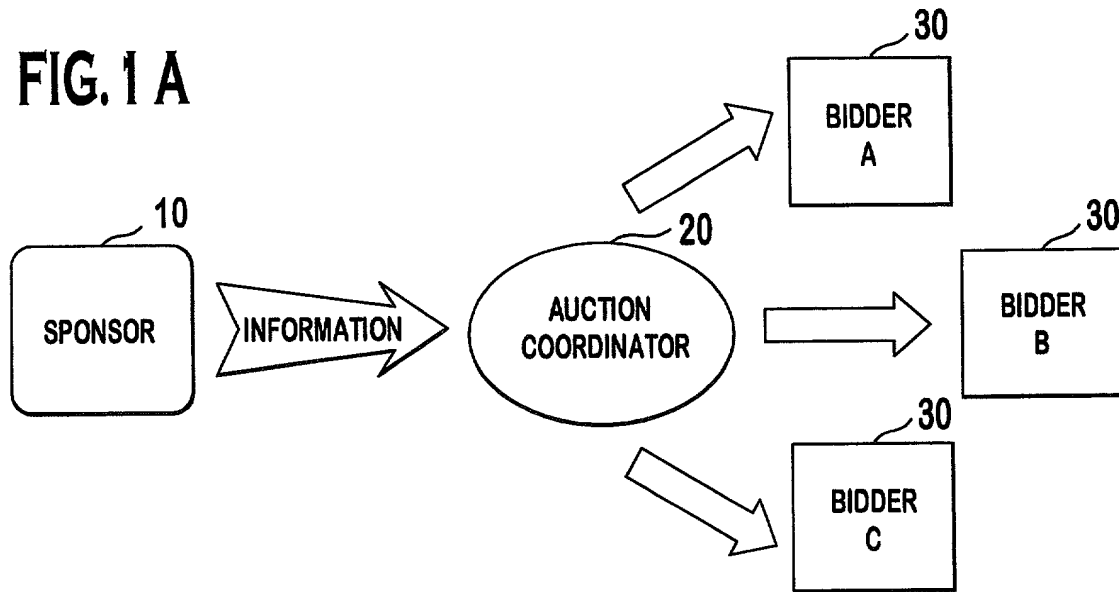 FIG. 1 A
10
SPONSOR
INFORMATION
20
AUCTION
COORDINATOR
30
BIDDER
A
30
BIDDER
B
30
BIDDER
C